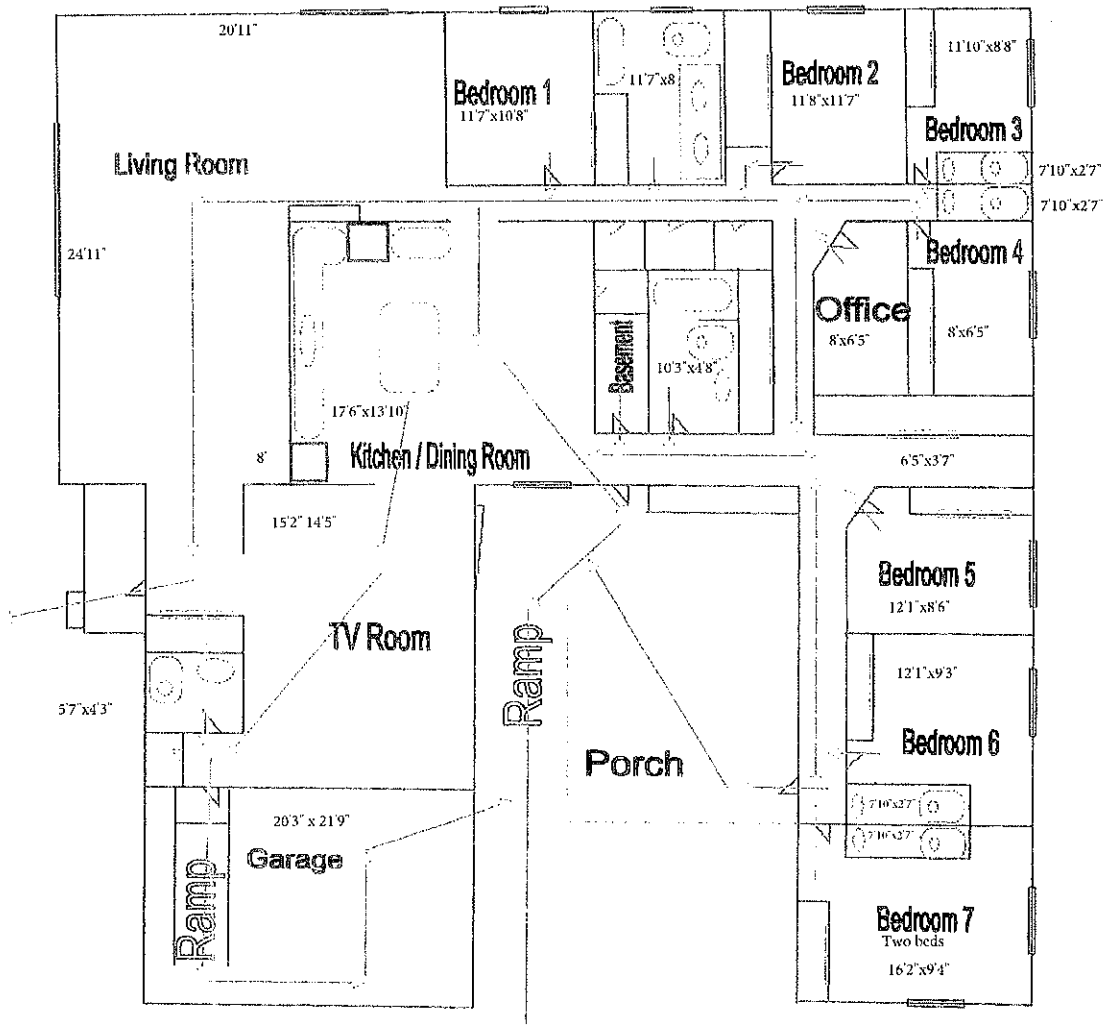 20'11"
11'10"x8'8"
11'7"x8
Bedroom 1
11'7"x10'8"
Bedroom 2
11'8"x11'7"
Bedroom 3
Living Room
7'10"x2'7"
7'10"x2'7"
24'11"
Bedroom 4
Office
8'x6'5"
8'x6'5"
Basement
10'3"x4'8"
17'6"x13'10"
8'
Kitchen / Dining Room
6'5"x3'7"
15'2" 14'5"
Bedroom 5
12'1"x8'6"
TV Room
Ramp
12'1"x9'3"
5'7"x4'3"
Bedroom 6
Porch
7'10"x2'7"
7'10"x2'7"
20'3" x 21'9"
Garage
Ramp
Bedroom 7
Two beds
16'2"x9'4"